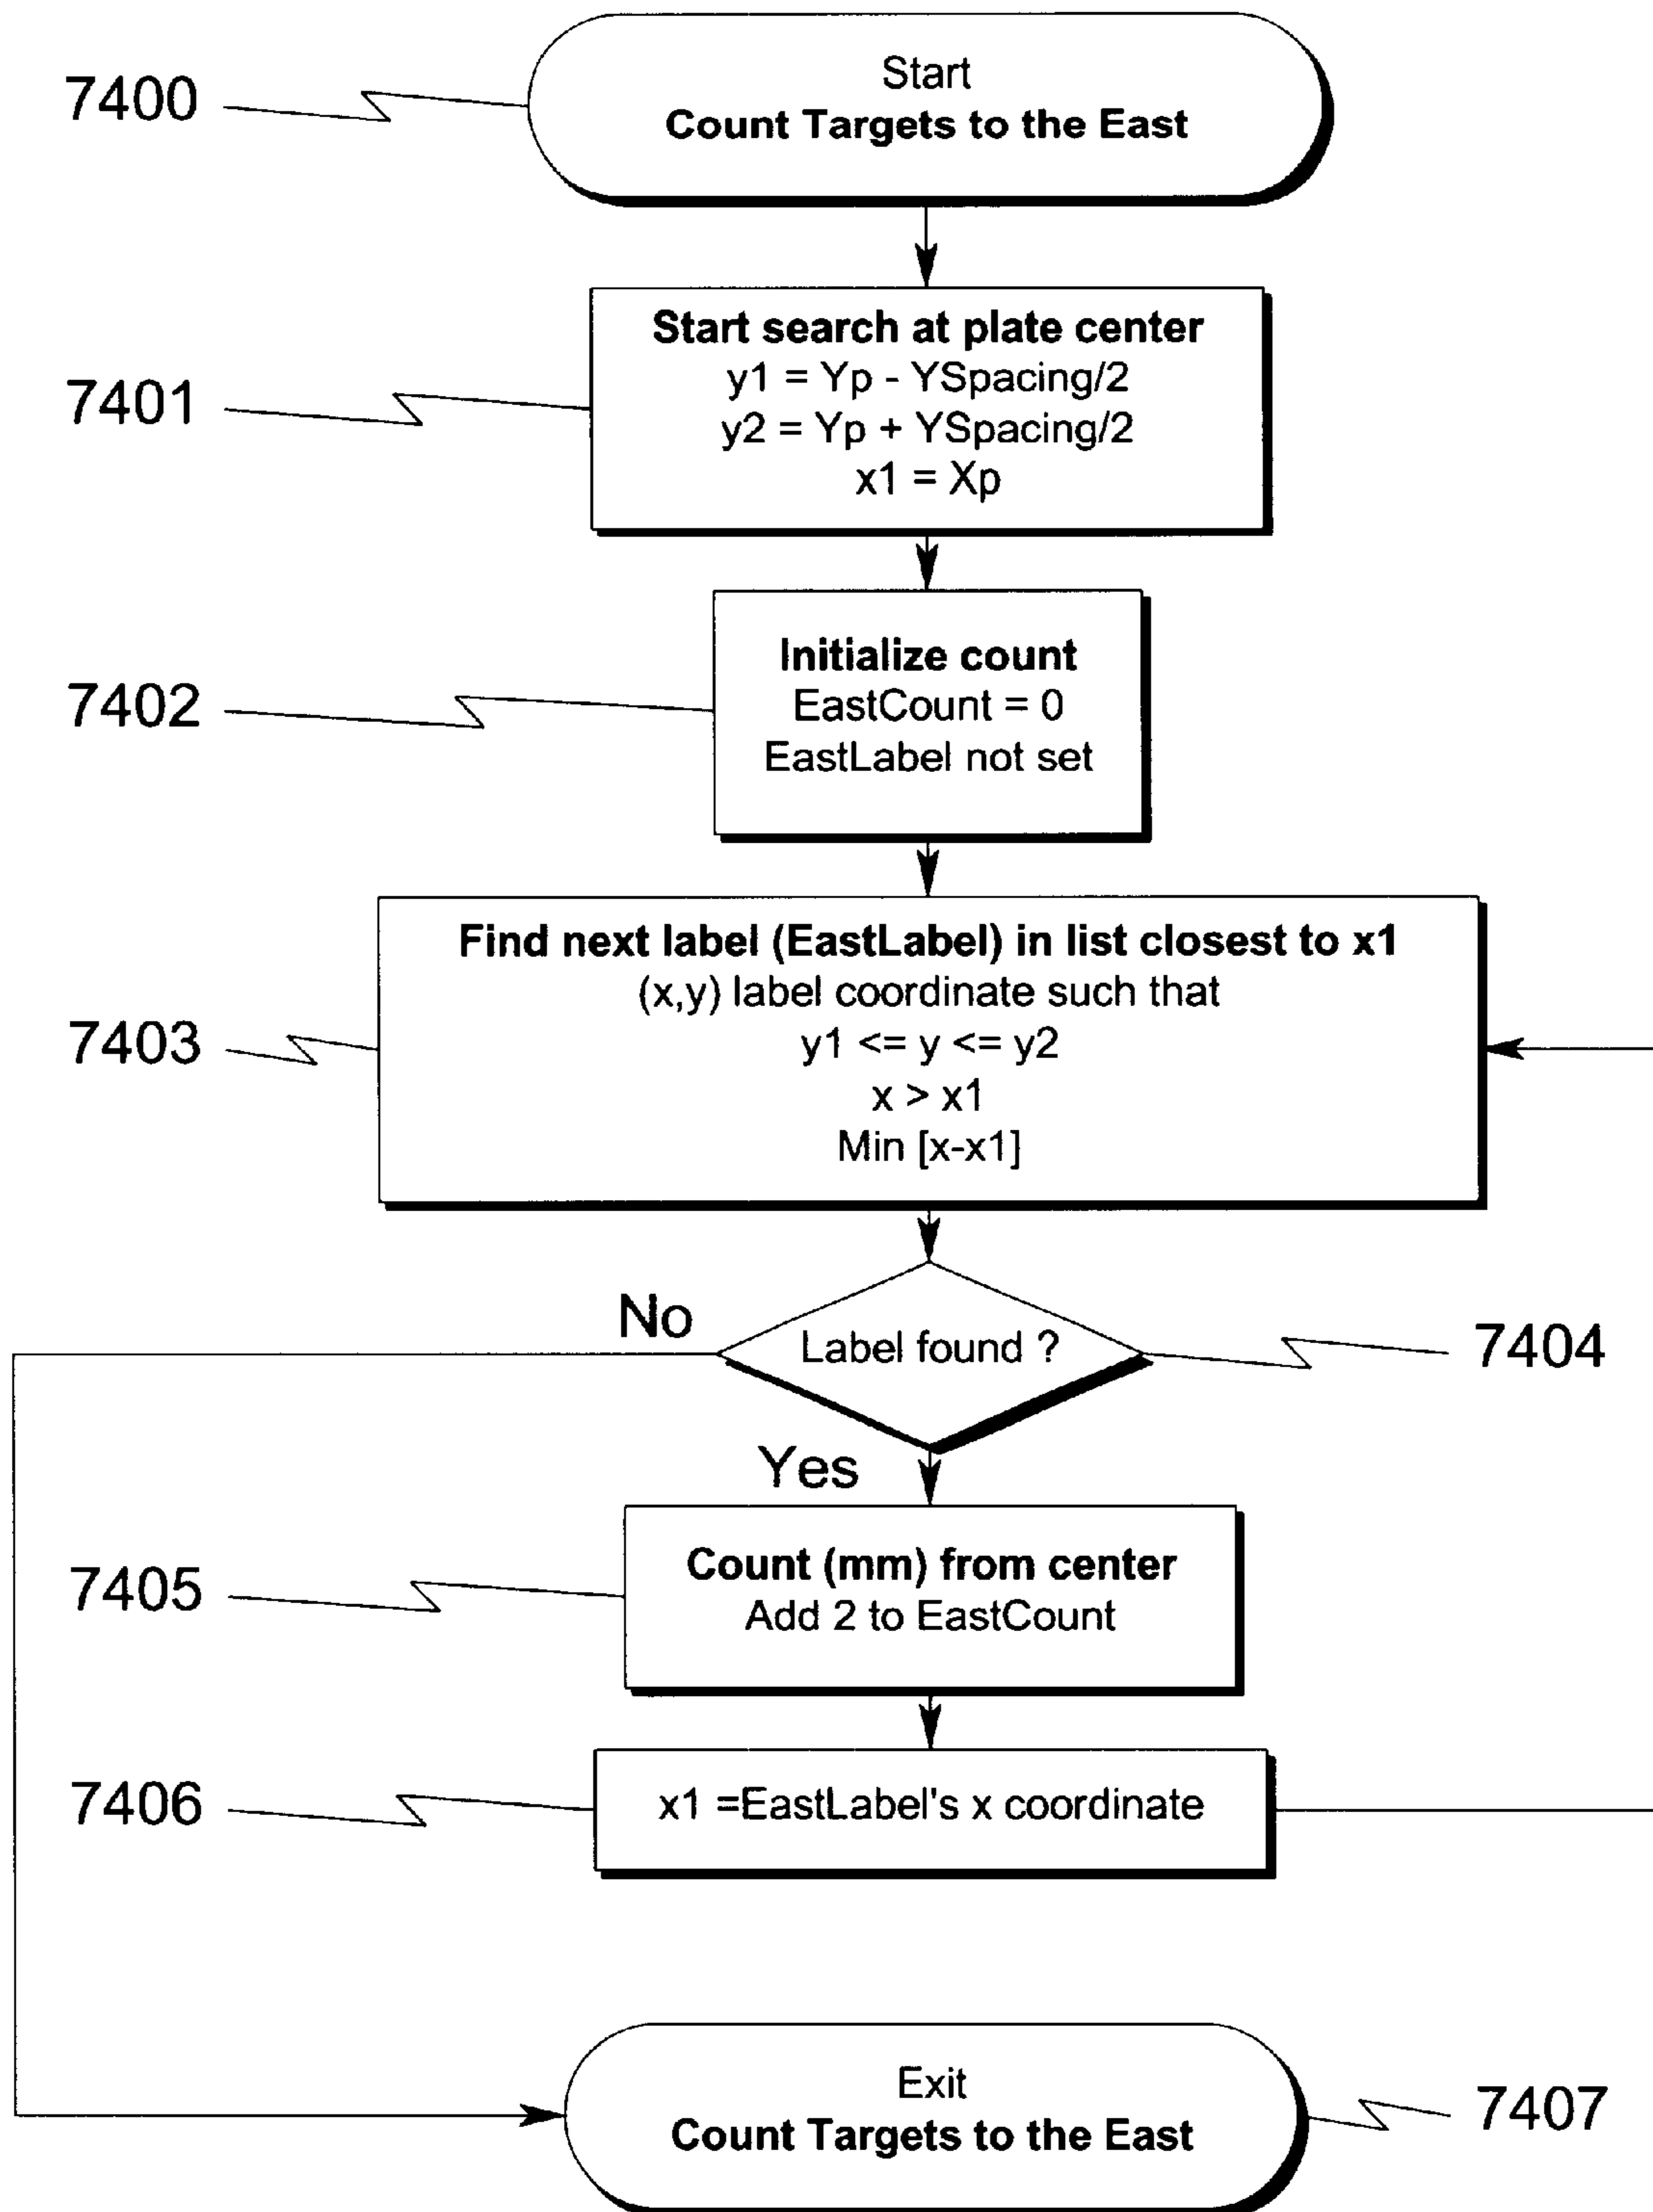 7400
Start
Count Targets to the East
7401
Start search at plate center
y1 = Yp - YSpacing/2
y2 = Yp + YSpacing/2
x1 = Xp
7402
Initialize count
EastCount = 0
EastLabel not set
7403
Find next label (EastLabel) in list closest to x1
(x,y) label coordinate such that
y1 <= y <= y2
x > x1
Min [x-x1]
No
Label found ?
7404
Yes
7405
Count (mm) from center
Add 2 to EastCount
7406
x1 =EastLabel's x coordinate
Exit
Count Targets to the East
7407